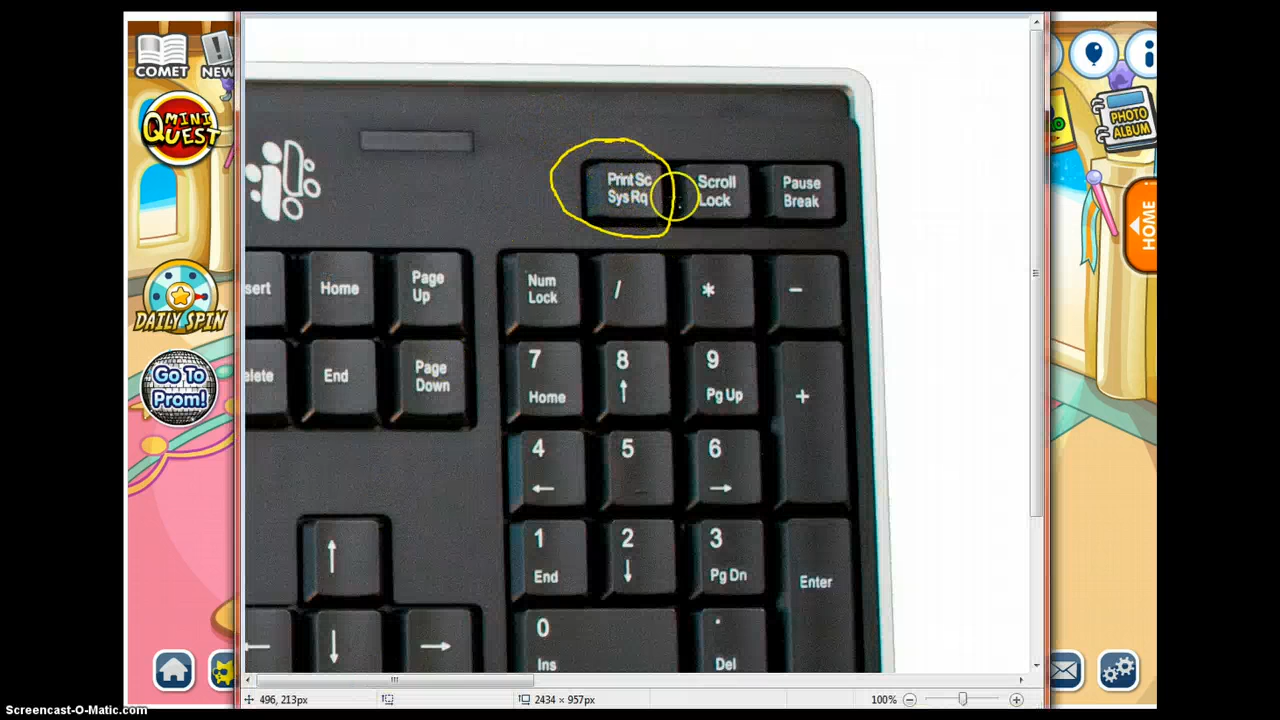 COMET
NEW
MINI
QUEST
DAILY SPIN
Go To
Prom!
PHOTO
ALBUM
HOME
Print Sc
Sys Rq
Scroll
Lock
Pause
Break
sert
Home
Page
Up
Num
Lock
/
*
-
elete
End
Page
Down
7
Home
8
↑
9
Pg Up
+
4
←
5
6
→
↑
1
End
2
↓
3
Pg Dn
Enter
←
↓
→
0
Ins
.
Del
496, 213px
2434 × 957px
100%
Screencast-O-Matic.com